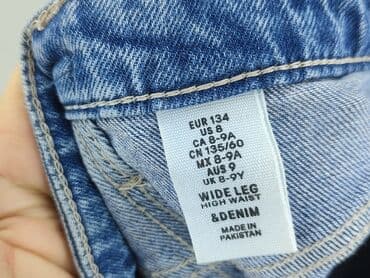 EUR 134
US 8
CA 8-9A
CN 135/60
MX 8-9A
AUS 9
UK 8-9Y
WIDE LEG
HIGH WAIST
&DENIM
MADE IN
PAKISTAN